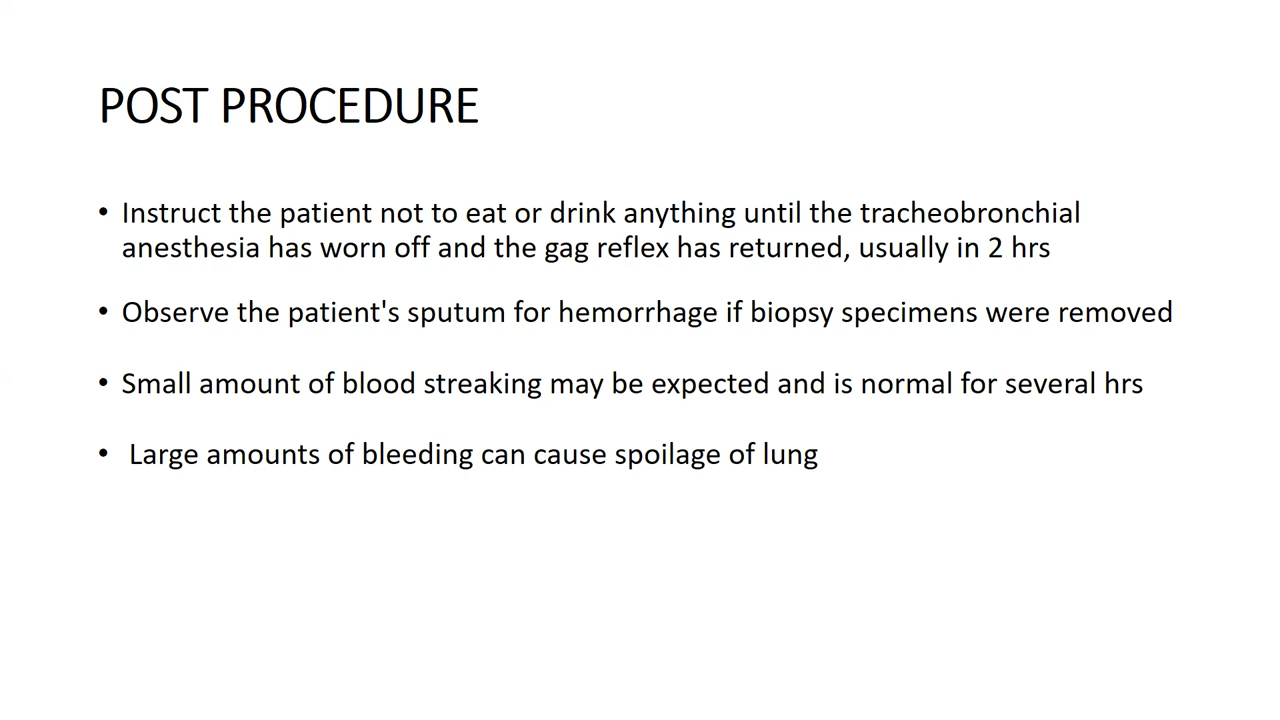 POST PROCEDURE
• Instruct the patient not to eat or drink anything until the tracheobronchial
anesthesia has worn off and the gag reflex has returned, usually in 2 hrs
• Observe the patient's sputum for hemorrhage if biopsy specimens were removed
• Small amount of blood streaking may be expected and is normal for several hrs
• Large amounts of bleeding can cause spoilage of lung